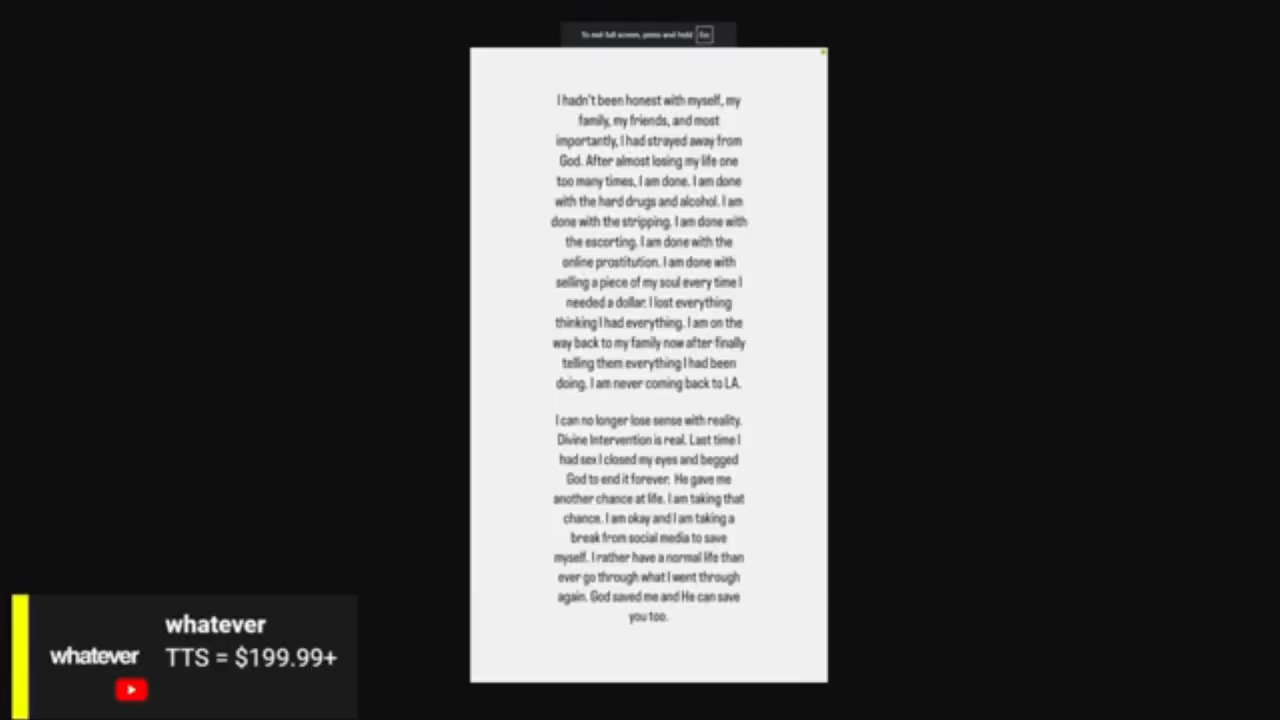 To exit full screen, press and hold Esc
I hadn't been honest with myself, my
family, my friends, and most
importantly, I had strayed away from
God. After almost losing my life one
too many times, I am done. I am done
with the hard drugs and alcohol. I am
done with the stripping. I am done with
the escorting. I am done with the
online prostitution. I am done with
selling a piece of my soul every time I
needed a dollar. I lost everything
thinking I had everything. I am on the
way back to my family now after finally
telling them everything I had been
doing. I am never coming back to LA.
I can no longer lose sense with reality.
Divine Intervention is real. Last time I
had sex I closed my eyes and begged
God to end it forever. He gave me
another chance at life. I am taking that
chance. I am okay and I am taking a
break from social media to save
myself. I rather have a normal life than
ever go through what I went through
again. God saved me and He can save
you too.
whatever
whatever
TTS = $199.99+